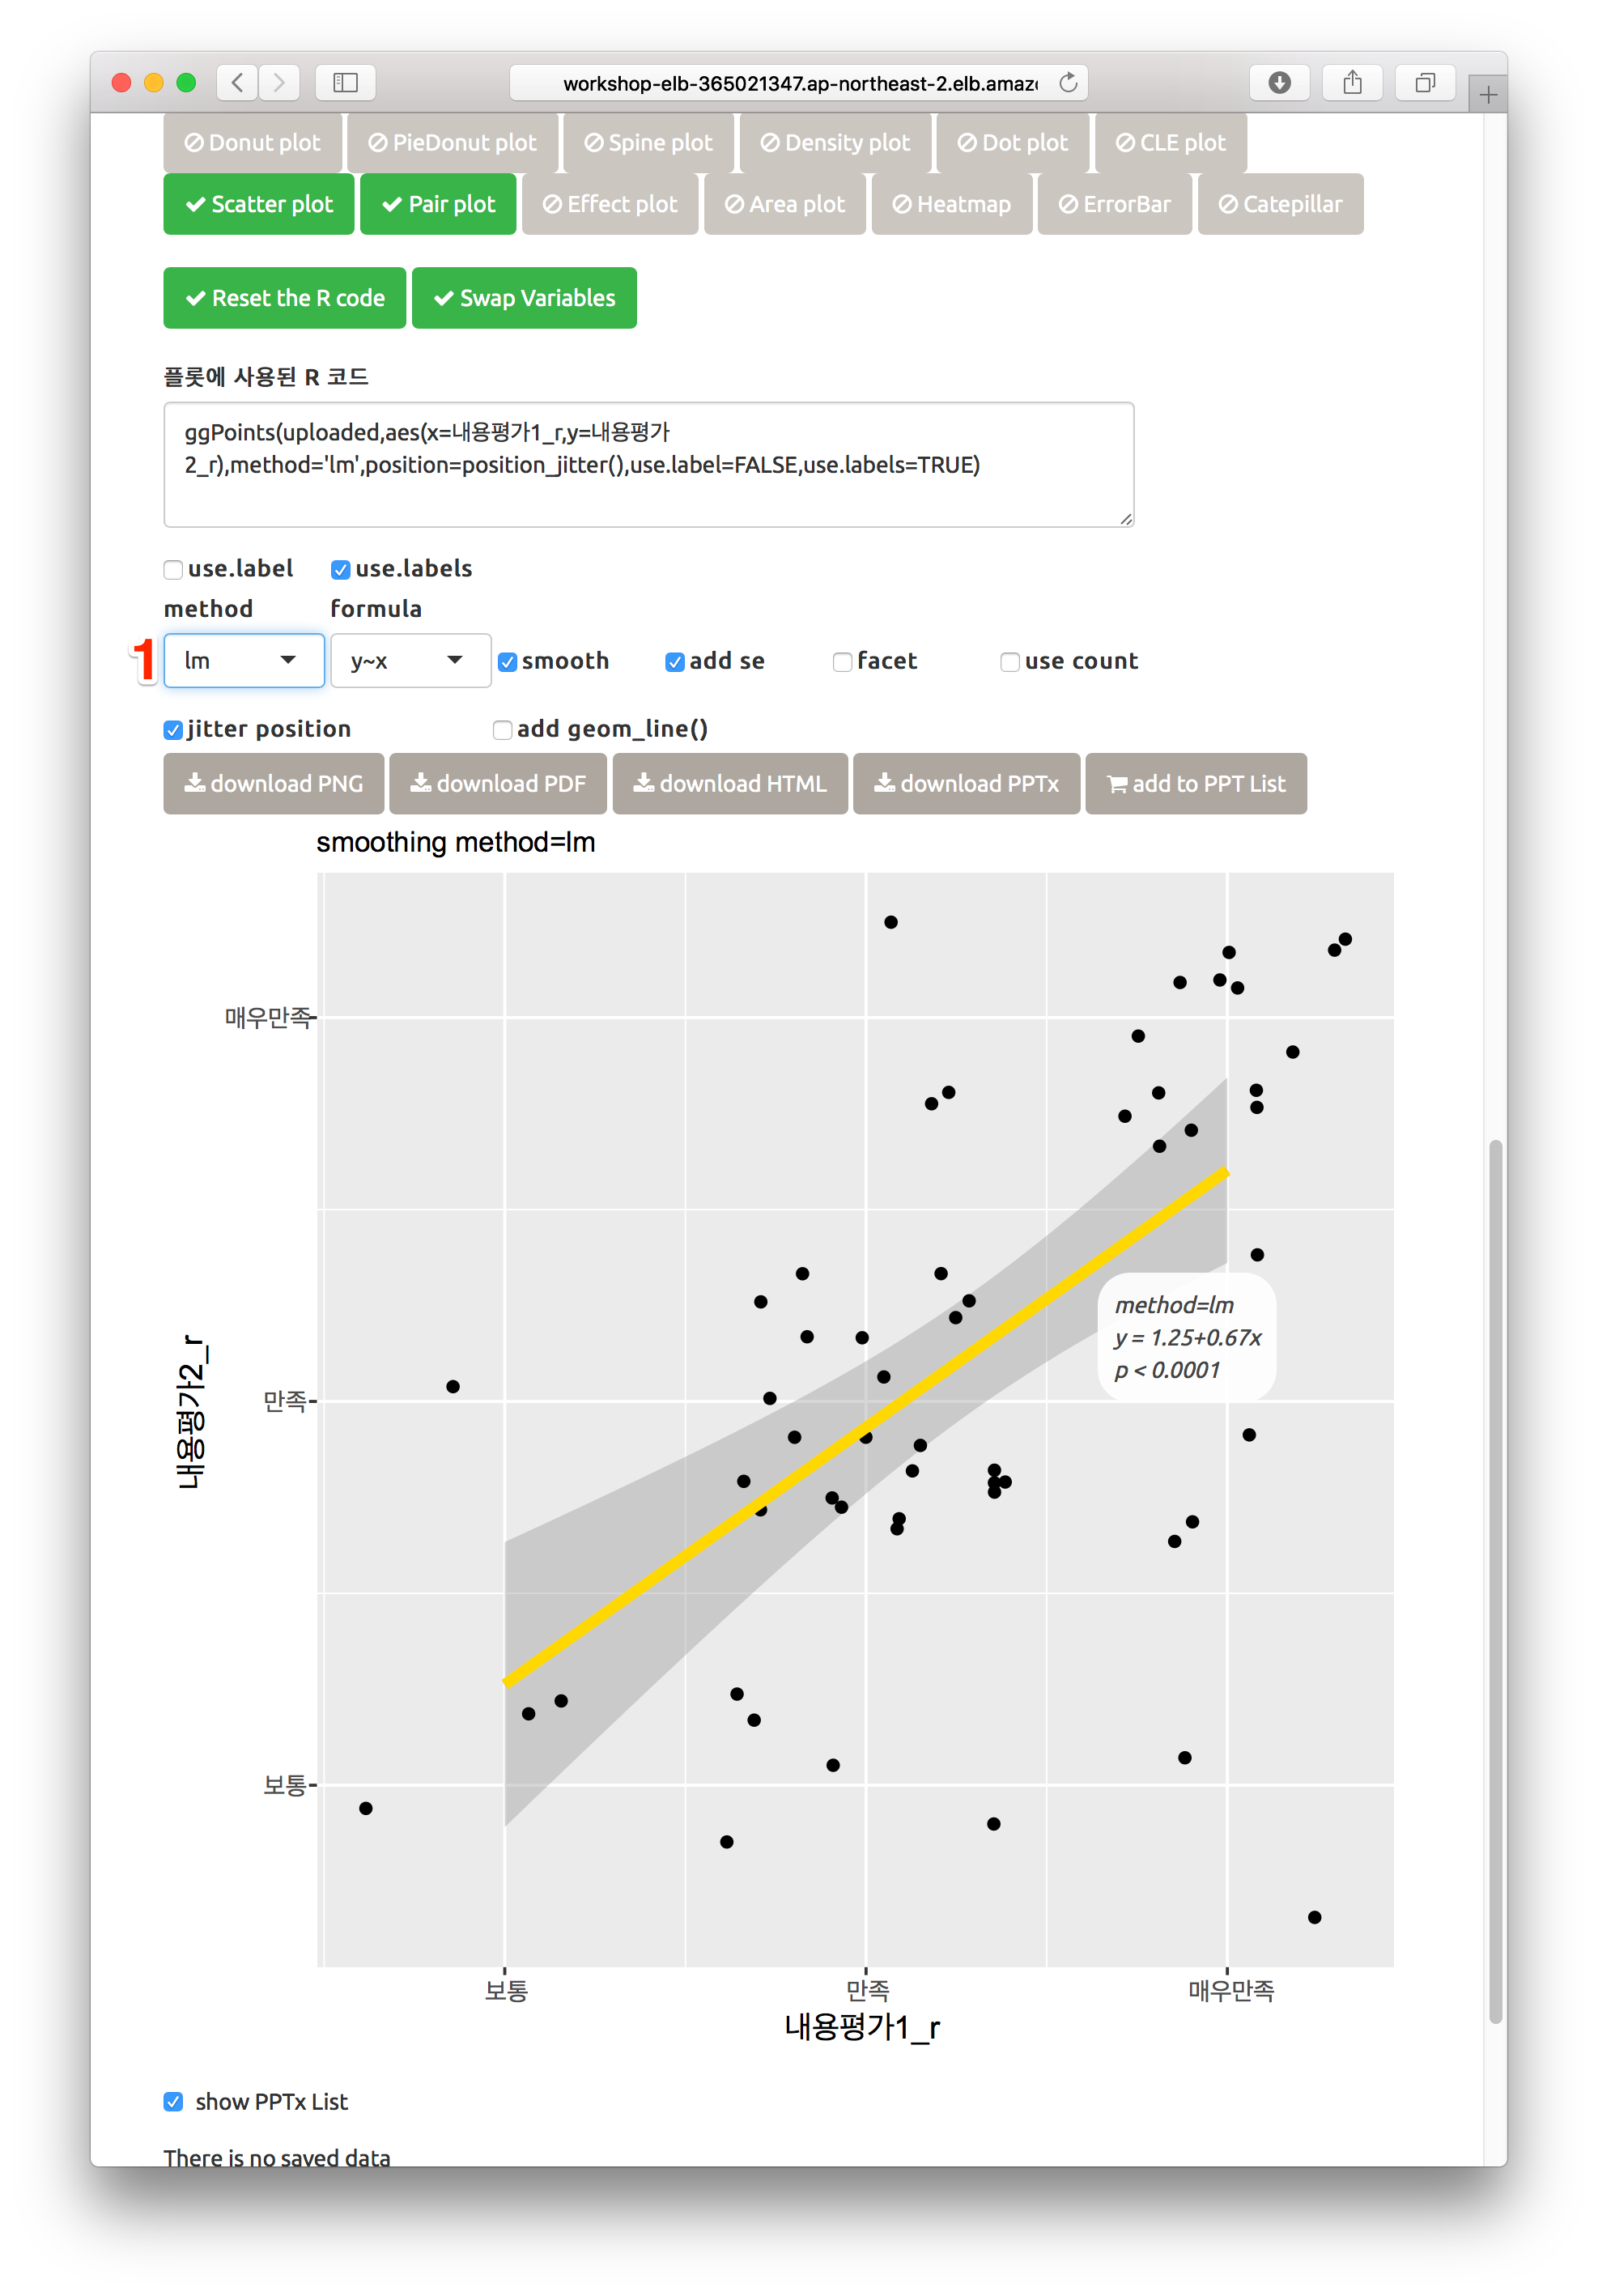 workshop-elb-365021347.ap-northeast-2.elb.amaz
Donut plot PieDonut plot Spine plot Density plot Dot plot CLE plot
Scatter plot Pair plot Effect plot Area plot Heatmap ErrorBar Catepillar
Reset the R code Swap Variables
플롯에 사용된 R 코드
ggPoints(uploaded,aes(x=내용평가1_r,y=내용평가
2_r),method='lm',position=position_jitter(),use.label=FALSE,use.labels=TRUE)
use.label use.labels
method formula
1 lm y~x smooth add se facet use count
jitter position add geom_line()
download PNG download PDF download HTML download PPTx add to PPT List
smoothing method=lm
매우만족
만족
보통
내용평가2_r
method=lm
y = 1.25+0.67x
p < 0.0001
보통 만족 매우만족
내용평가1_r
show PPTx List
There is no saved data